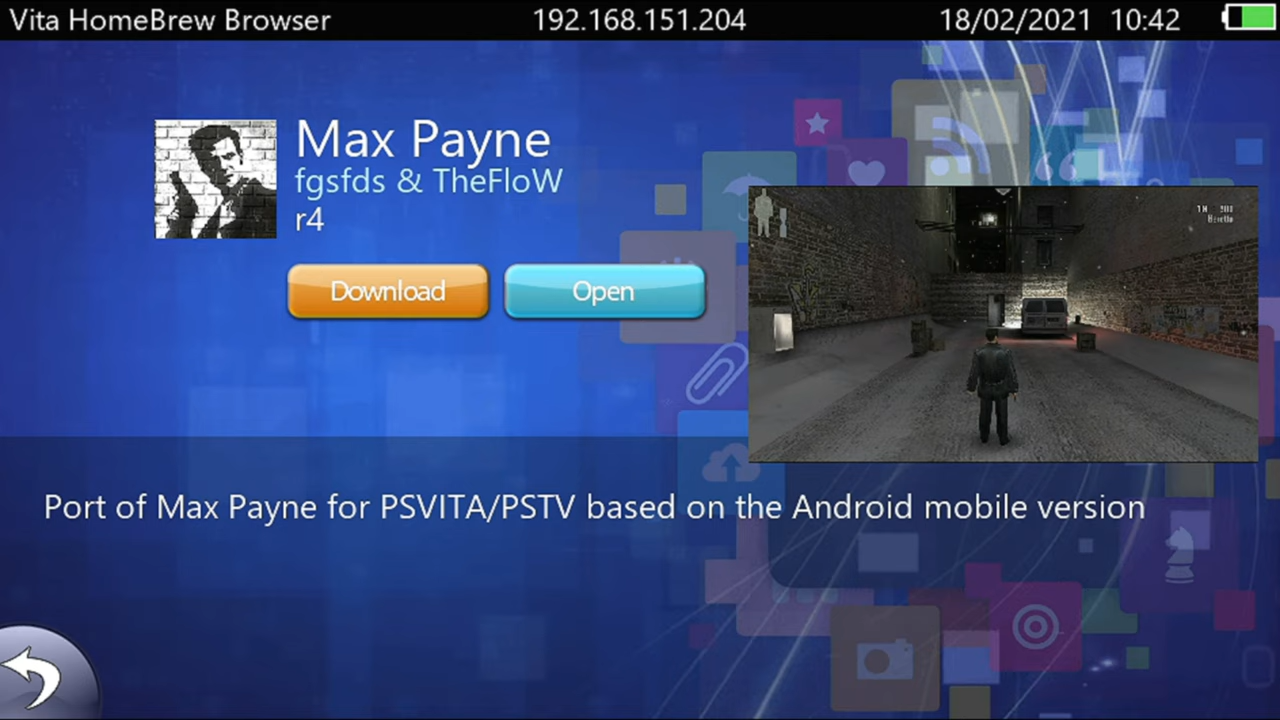 Vita HomeBrew Browser 192.168.151.204 18/02/2021 10:42
Max Payne
fgsfds & TheFloW
r4
Download Open
Port of Max Payne for PSVITA/PSTV based on the Android mobile version